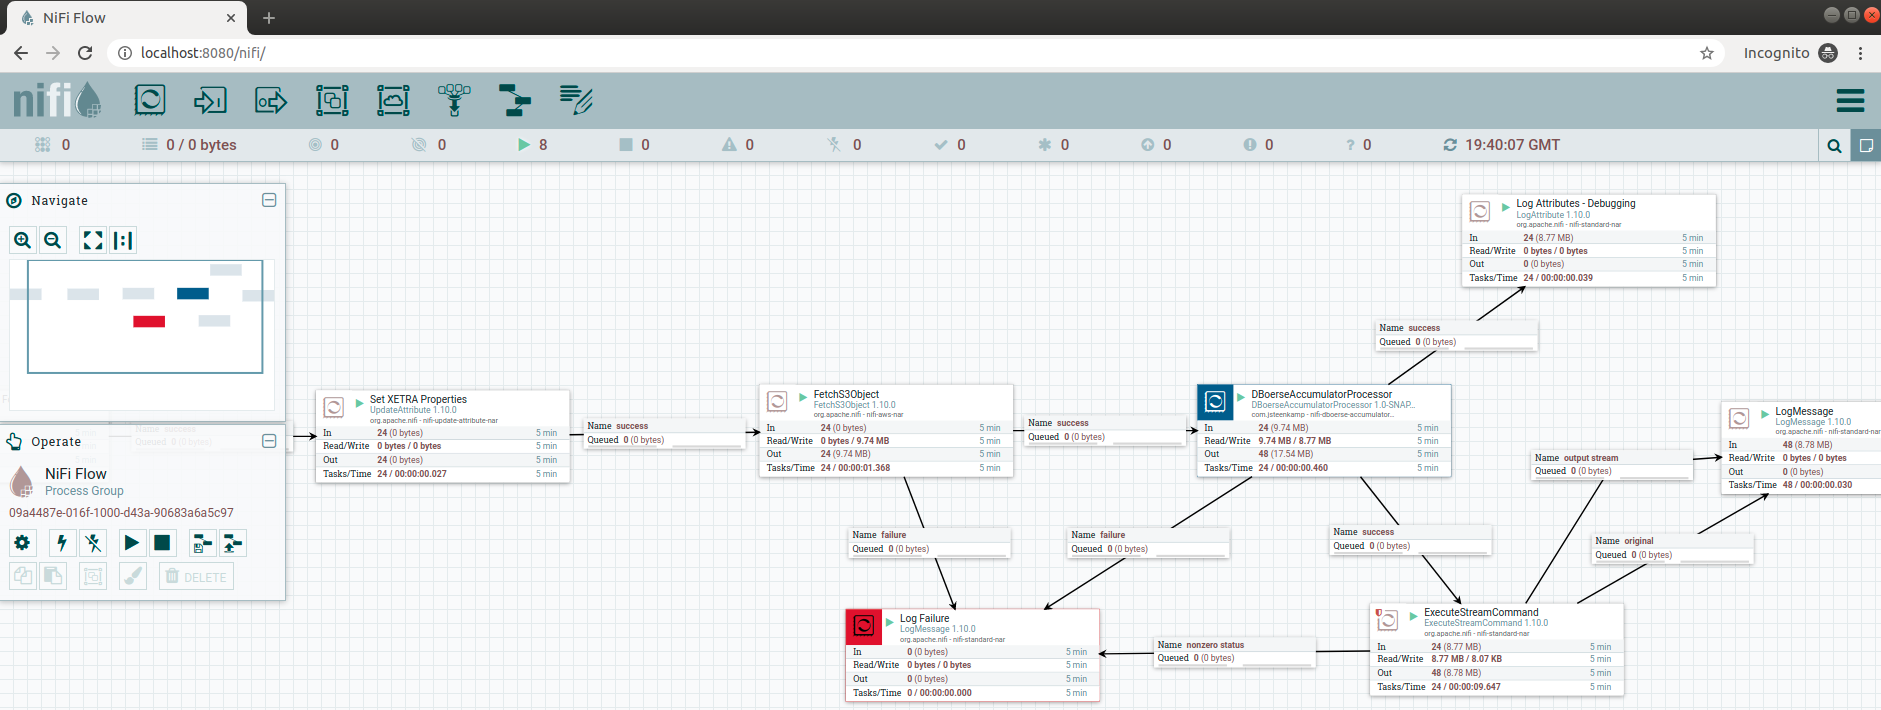 NiFi Flow
localhost:8080/nifi/
Incognito
nifi
0
0 / 0 bytes
0
0
8
0
0
0
0
0
0
0
? 0
19:40:07 GMT
Navigate
Operate
NiFi Flow
Process Group
09a4487e-016f-1000-d43a-90683a6a5c97
DELETE
Set XETRA Properties
UpdateAttribute 1.10.0
org.apache.nifi - nifi-update-attribute-nar
In 24 (0 bytes) 5 min
Read/Write 0 bytes / 0 bytes 5 min
Out 24 (0 bytes) 5 min
Tasks/Time 24 / 00:00:00.027 5 min
Name success
Queued 0 (0 bytes)
FetchS3Object
FetchS3Object 1.10.0
org.apache.nifi - nifi-aws-nar
In 24 (0 bytes) 5 min
Read/Write 0 bytes / 9.74 MB 5 min
Out 24 (9.74 MB) 5 min
Tasks/Time 24 / 00:00:01.368 5 min
Name success
Queued 0 (0 bytes)
DBoerseAccumulatorProcessor
DBoerseAccumulatorProcessor 1.0-SNAP...
com.jsteenkamp - nifi-dboerse-accumulator...
In 24 (9.74 MB) 5 min
Read/Write 9.74 MB / 8.77 MB 5 min
Out 48 (17.54 MB) 5 min
Tasks/Time 24 / 00:00:00.460 5 min
Name success
Queued 0 (0 bytes)
Log Attributes - Debugging
LogAttribute 1.10.0
org.apache.nifi - nifi-standard-nar
In 24 (8.77 MB) 5 min
Read/Write 0 bytes / 0 bytes 5 min
Out 0 (0 bytes) 5 min
Tasks/Time 24 / 00:00:00.039 5 min
LogMessage
LogMessage 1.10.0
org.apache.nifi - nifi-standard-nar
In 48 (8.78 MB)
Read/Write 0 bytes / 0 bytes
Out 0 (0 bytes)
Tasks/Time 48 / 00:00:00.030
Name output stream
Queued 0 (0 bytes)
Name original
Queued 0 (0 bytes)
Name failure
Queued 0 (0 bytes)
Name failure
Queued 0 (0 bytes)
Name success
Queued 0 (0 bytes)
Log Failure
LogMessage 1.10.0
org.apache.nifi - nifi-standard-nar
In 0 (0 bytes) 5 min
Read/Write 0 bytes / 0 bytes 5 min
Out 0 (0 bytes) 5 min
Tasks/Time 0 / 00:00:00.000 5 min
Name nonzero status
Queued 0 (0 bytes)
ExecuteStreamCommand
ExecuteStreamCommand 1.10.0
org.apache.nifi - nifi-standard-nar
In 24 (8.77 MB) 5 min
Read/Write 8.77 MB / 8.07 KB 5 min
Out 48 (8.78 MB) 5 min
Tasks/Time 24 / 00:00:09.647 5 min